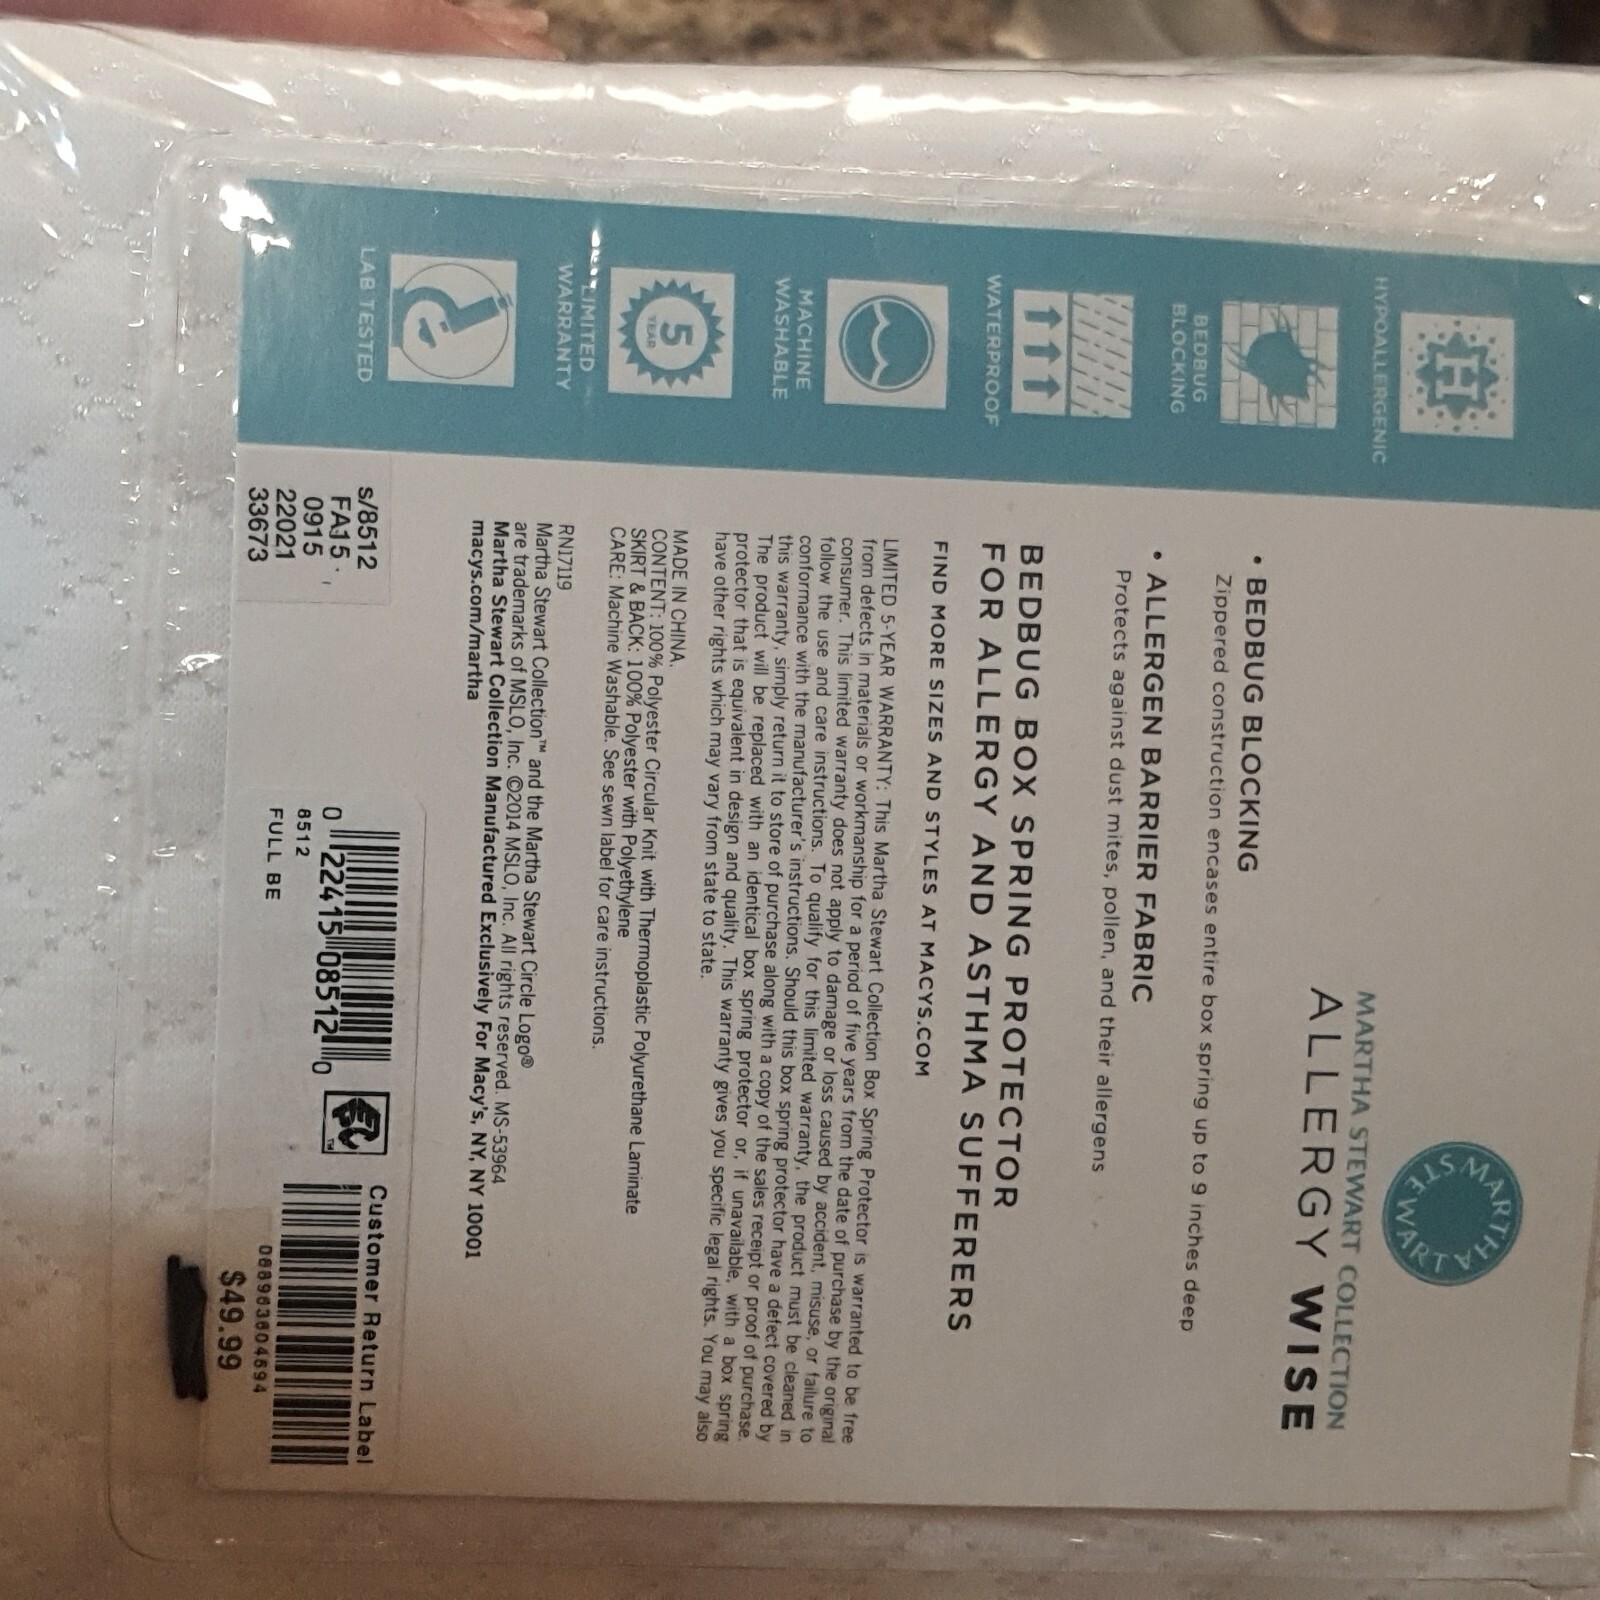 MARTHA
STEWART
MARTHA STEWART COLLECTION
ALLERGY WISE
• BEDBUG BLOCKING
Zippered construction encases entire box spring up to 9 inches deep
• ALLERGEN BARRIER FABRIC
Protects against dust mites, pollen, and their allergens
BEDBUG BOX SPRING PROTECTOR
FOR ALLERGY AND ASTHMA SUFFERERS
FIND MORE SIZES AND STYLES AT MACYS.COM
LIMITED 5-YEAR WARRANTY: This Martha Stewart Collection Box Spring Protector is warranted to be free
from defects in materials or workmanship for a period of five years from the date of purchase by the original
consumer. This limited warranty does not apply to damage or loss caused by accident, misuse, or failure to
follow the use and care instructions. To qualify for this limited warranty, the product must be cleaned in
conformance with the manufacturer's instructions. Should this box spring protector have a defect covered by
this warranty, simply return it to store of purchase along with a copy of the sales receipt or proof of purchase.
The product will be replaced with an identical box spring protector or, if unavailable, with a box spring
protector that is equivalent in design and quality. This warranty gives you specific legal rights. You may also
have other rights which may vary from state to state.
MADE IN CHINA.
CONTENT: 100% Polyester Circular Knit with Thermoplastic Polyurethane Laminate
SKIRT & BACK: 100% Polyester with Polyethylene
CARE: Machine Washable. See sewn label for care instructions.
RN17119
Martha Stewart Collection™ and the Martha Stewart Circle Logo®
are trademarks of MSLO, Inc. ©2014 MSLO, Inc. All rights reserved. MS-53964
Martha Stewart Collection Manufactured Exclusively For Macy's, NY, NY 10001
macys.com/martha
H
HYPOALLERGENIC
BEDBUG
BLOCKING
WATERPROOF
MACHINE
WASHABLE
5
YEAR
LIMITED
WARRANTY
LAB TESTED
s/8512
FA15
0915
22021
33673
0 22415 08512 0
8512
FULL BE
Customer Return Label
088963604694
$49.99